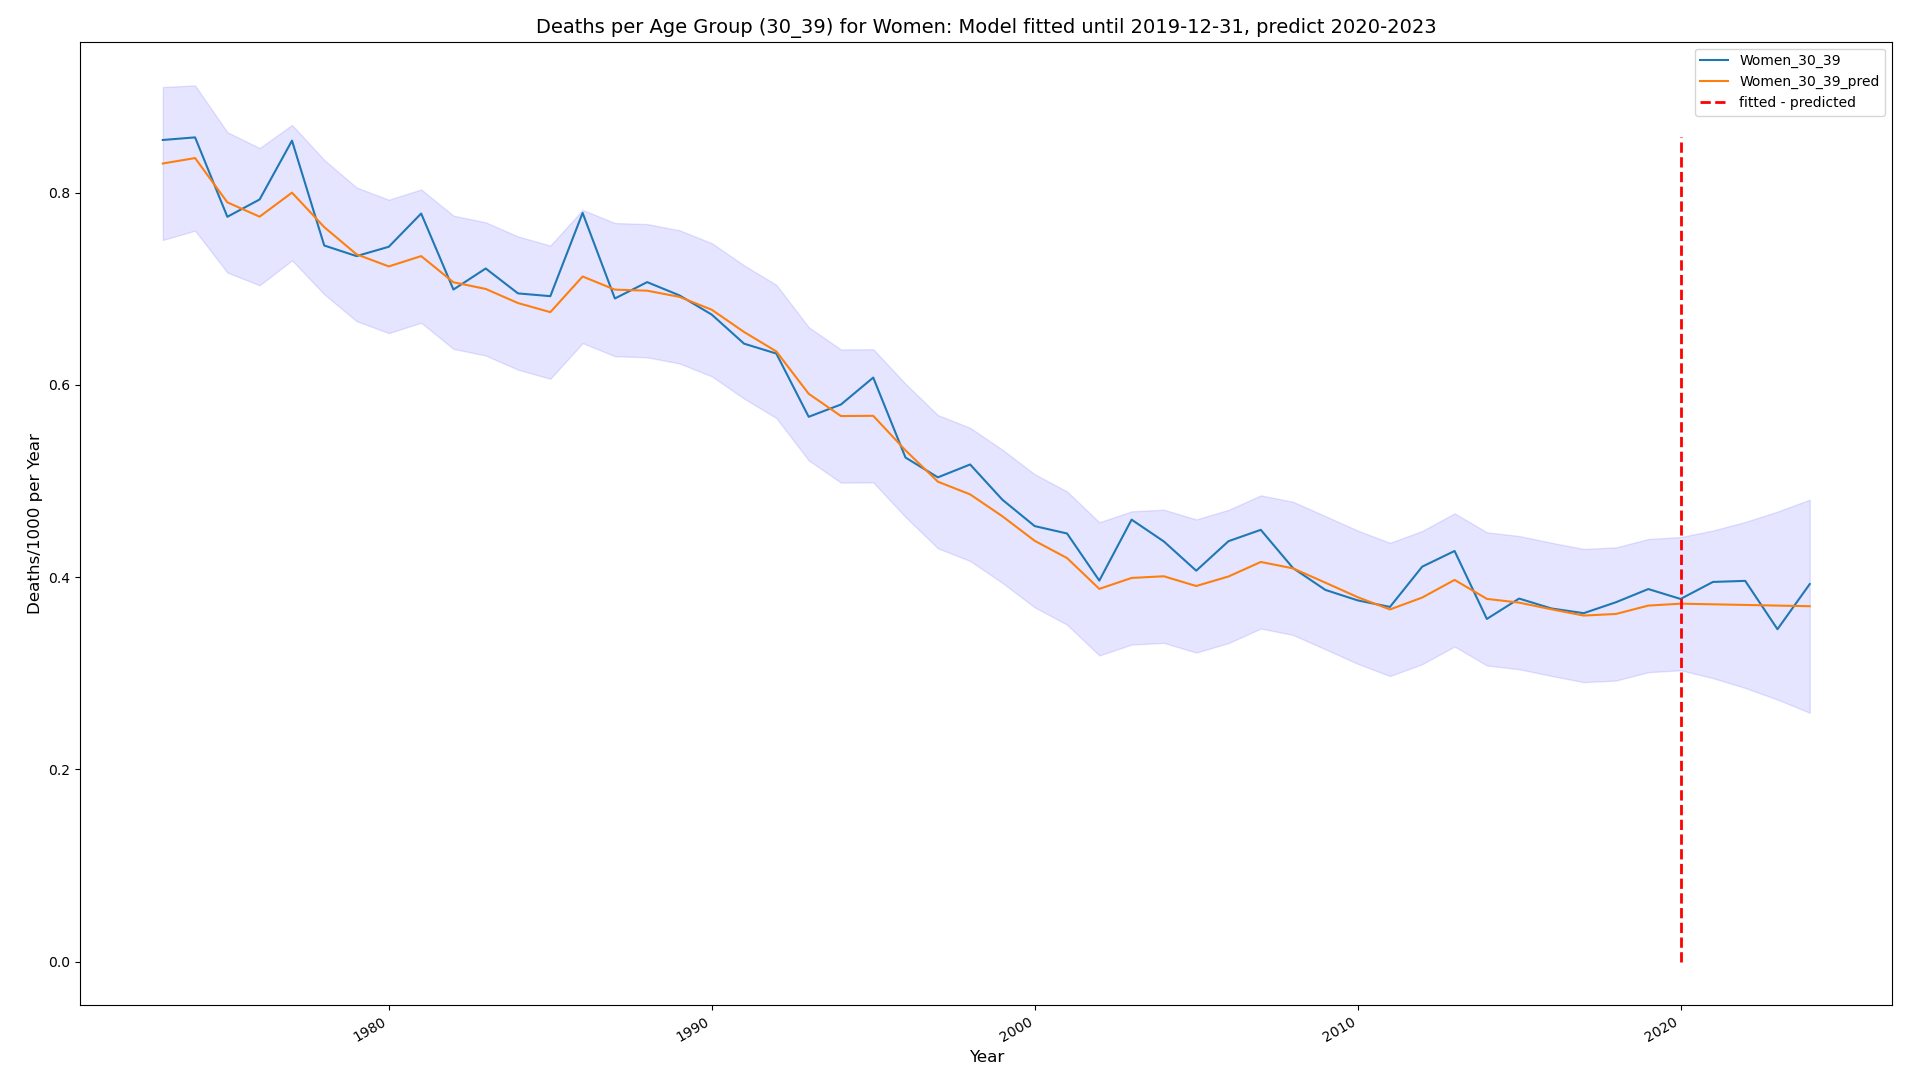 Deaths per Age Group (30_39) for Women: Model fitted until 2019-12-31, predict 2020-2023
Women_30_39
Women_30_39_pred
fitted - predicted
Deaths/1000 per Year
0.8
0.6
0.4
0.2
0.0
1980
1990
2000
2010
2020
Year